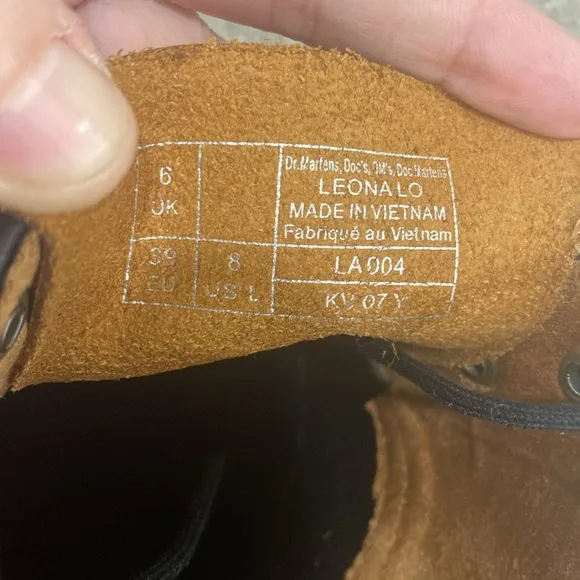 6
UK
39
EU
8
US L
Dr.Martens, Doc's, DM's, Doc Martens
LEONA LO
MADE IN VIETNAM
Fabriqué au Vietnam
LA 004
KV 07 Y